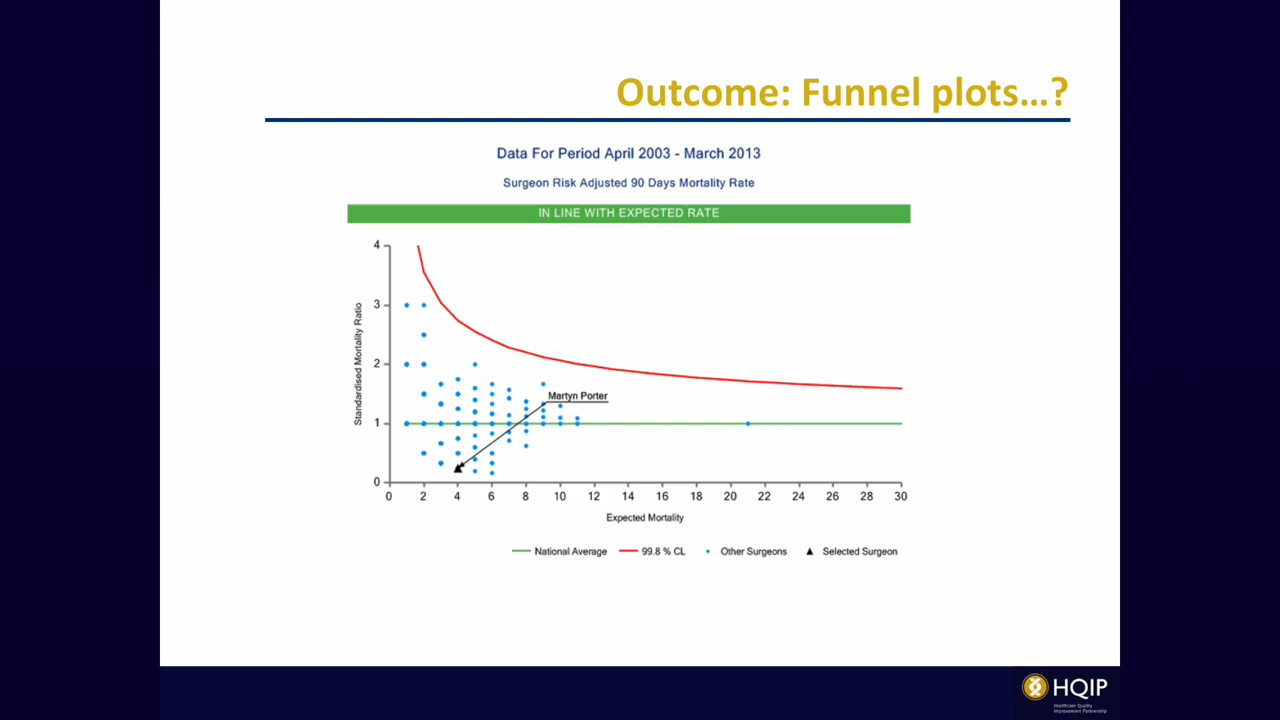 Outcome: Funnel plots...?
Data For Period April 2003 - March 2013
Surgeon Risk Adjusted 90 Days Mortality Rate
IN LINE WITH EXPECTED RATE
Standardised Mortality Ratio
4
3
2
1
0
Martyn Porter
0 2 4 6 8 10 12 14 16 18 20 22 24 26 28 30
Expected Mortality
National Average 99.8 % CL Other Surgeons Selected Surgeon
HQIP
Healthcare Quality
Improvement Partnership